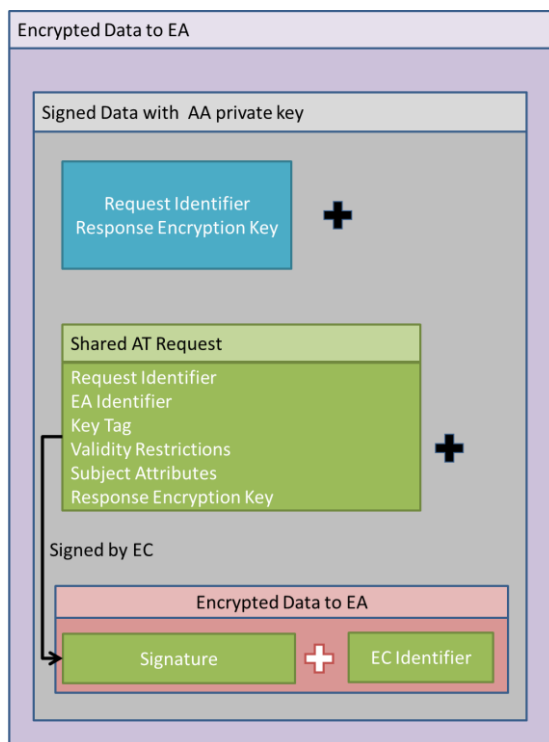 Encrypted Data to EA
Signed Data with AA private key
Request Identifier
Response Encryption Key
Shared AT Request
Request Identifier
EA Identifier
Key Tag
Validity Restrictions
Subject Attributes
Response Encryption Key
Signed by EC
Encrypted Data to EA
Signature
EC Identifier